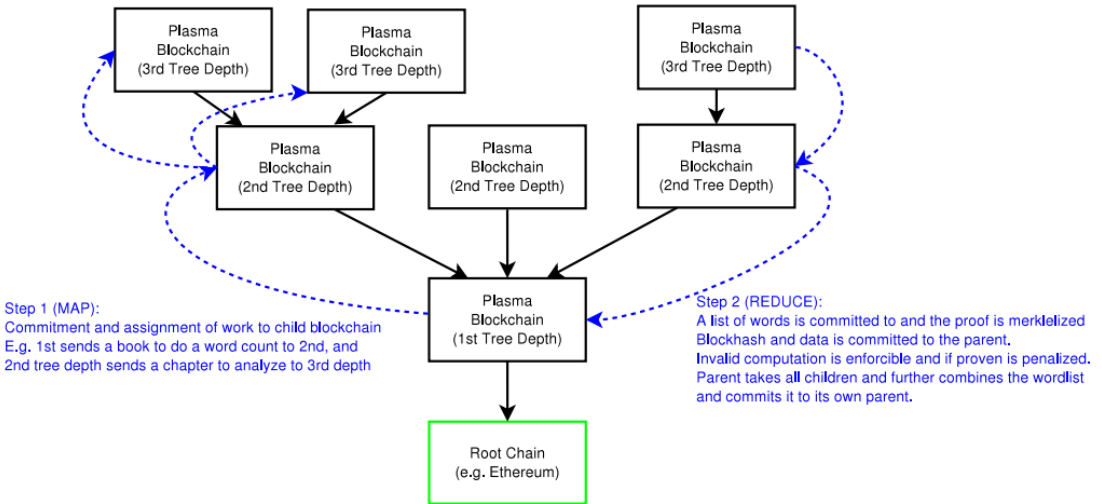 Plasma
Blockchain
(3rd Tree Depth)
Plasma
Blockchain
(3rd Tree Depth)
Plasma
Blockchain
(3rd Tree Depth)
Plasma
Blockchain
(2nd Tree Depth)
Plasma
Blockchain
(2nd Tree Depth)
Plasma
Blockchain
(2nd Tree Depth)
Plasma
Blockchain
(1st Tree Depth)
Step 1 (MAP):
Commitment and assignment of work to child blockchain
E.g. 1st sends a book to do a word count to 2nd, and
2nd tree depth sends a chapter to analyze to 3rd depth
Step 2 (REDUCE):
A list of words is committed to and the proof is merklelized
Blockhash and data is committed to the parent.
Invalid computation is enforcible and if proven is penalized.
Parent takes all children and further combines the wordlist
and commits it to its own parent.
Root Chain
(e.g. Ethereum)